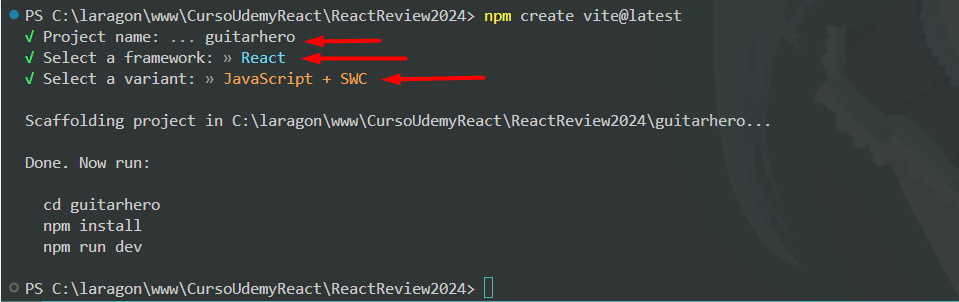 PS C:\laragon\www\CursoUdemyReact\ReactReview2024> npm create vite@latest
√ Project name: ... guitarhero
√ Select a framework: » React
√ Select a variant: » JavaScript + SWC
Scaffolding project in C:\laragon\www\CursoUdemyReact\ReactReview2024\guitarhero...
Done. Now run:
cd guitarhero
npm install
npm run dev
PS C:\laragon\www\CursoUdemyReact\ReactReview2024>